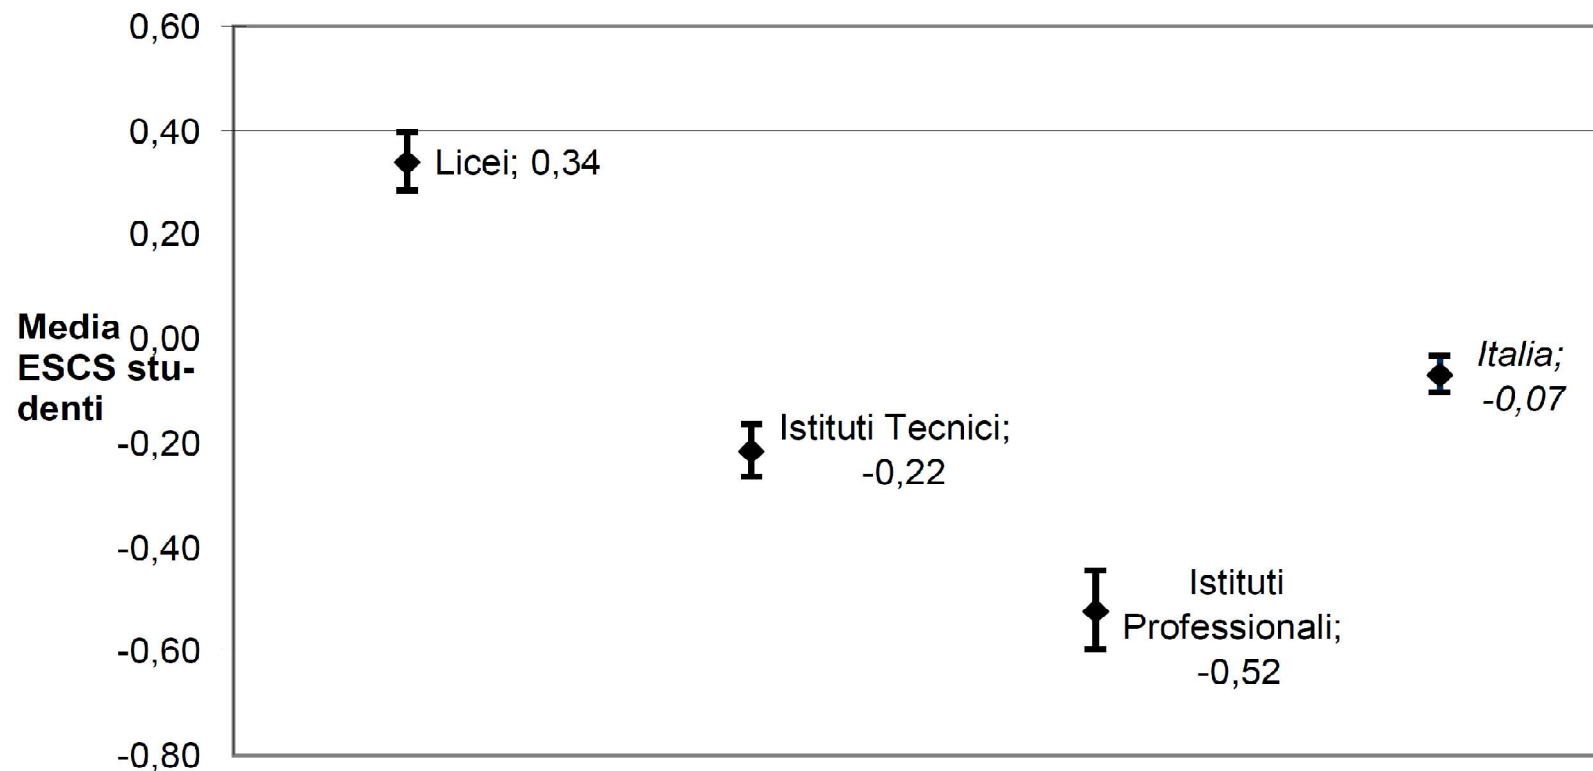 0,60
0,40
Licei; 0,34
0,20
Media
0,00
ESCS stu-
denti
Italia;
-0,07
-0,20
Istituti Tecnici;
-0,22
-0,40
Istituti
Professionali;
-0,52
-0,60
-0,80